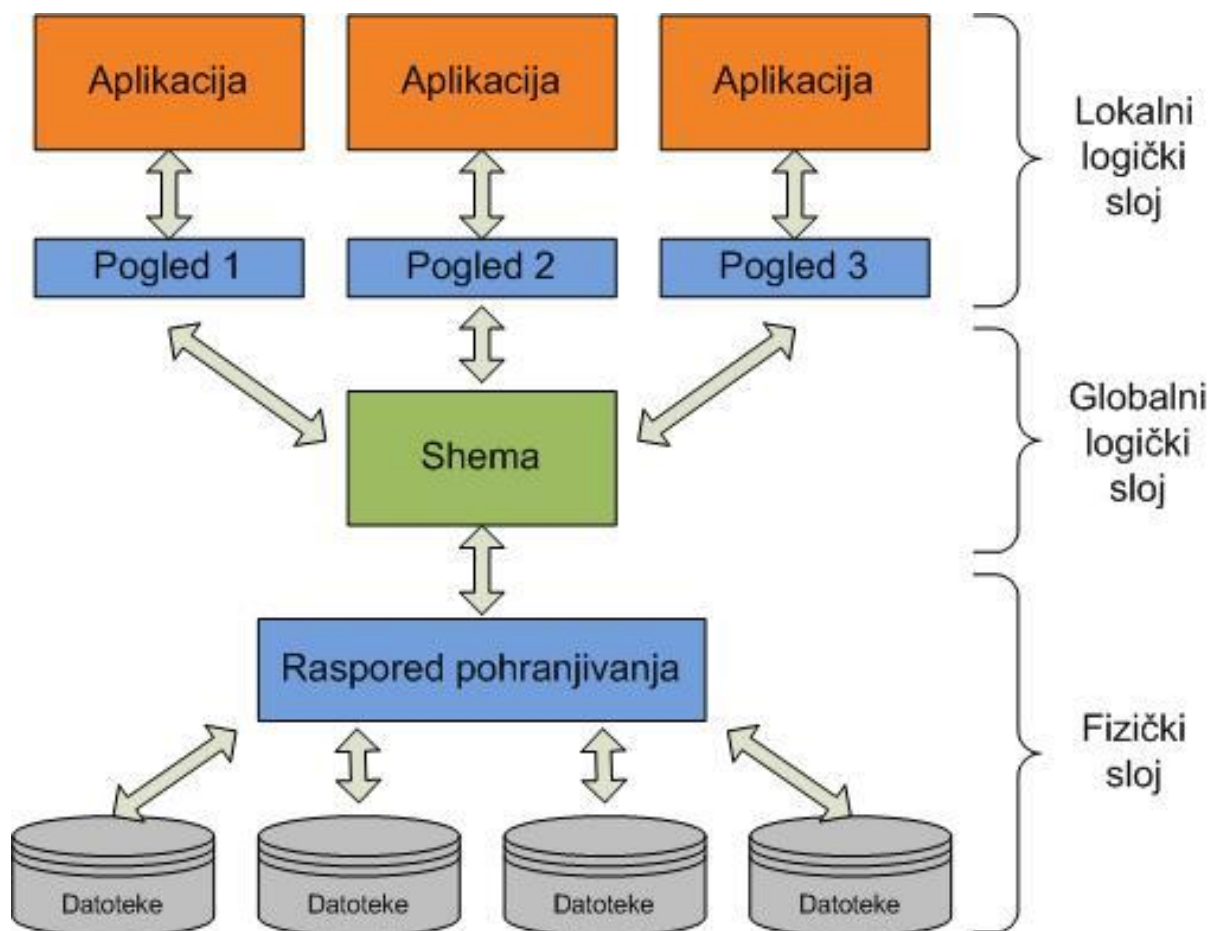 Aplikacija
Aplikacija
Aplikacija
Lokalni
logički
sloj
Pogled 1
Pogled 2
Pogled 3
Shema
Globalni
logički
sloj
Raspored pohranjivanja
Fizički
sloj
Datoteke
Datoteke
Datoteke
Datoteke